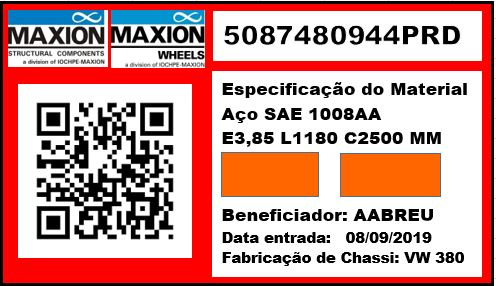 MAXION
STRUCTURAL COMPONENTS
a division of IOCHPE-MAXION
MAXION
WHEELS
a division of IOCHPE-MAXION
5087480944PRD
Especificação do Material
Aço SAE 1008AA
E3,85 L1180 C2500 MM
Beneficiador: AABREU
Data entrada: 08/09/2019
Fabricação de Chassi: VW 380